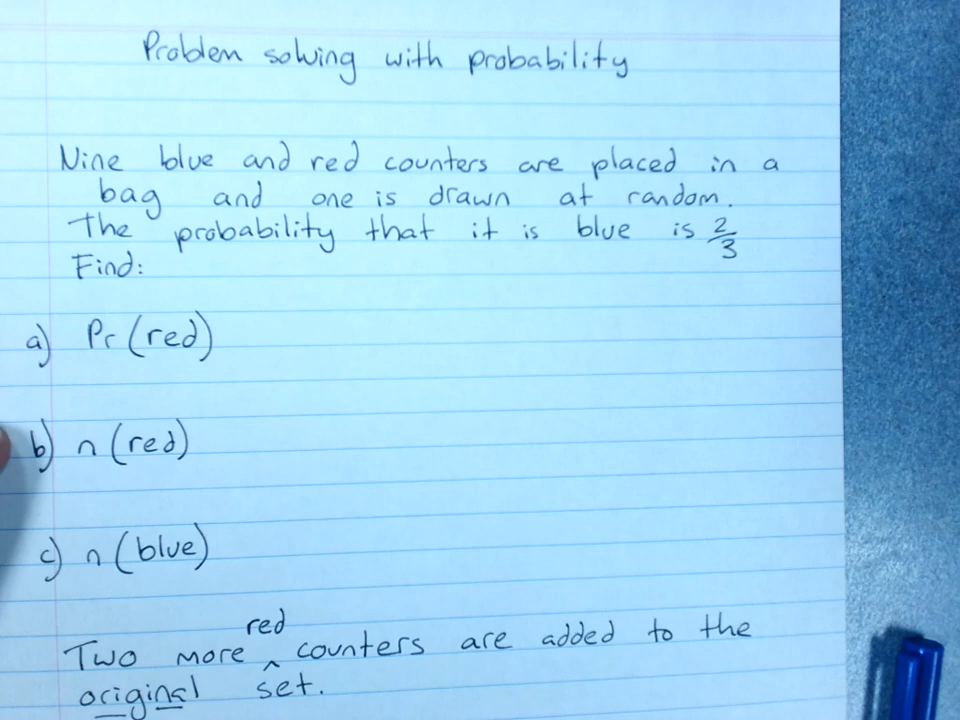 Problem solving with probability
Nine blue and red counters are placed in a
bag and one is drawn at random.
The probability that it is blue is 2/3
Find:
a) Pr (red)
b) n (red)
c) n (blue)
red
Two more ^ counters are added to the
original set.